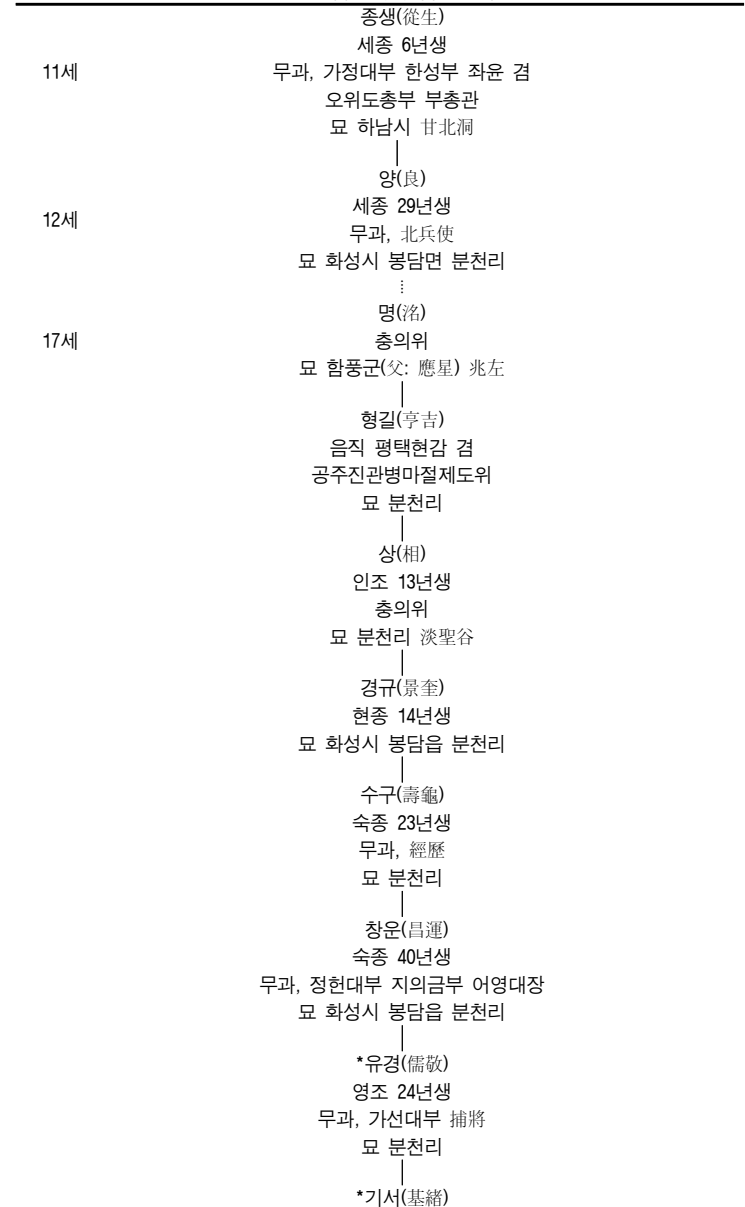 종생(從生)
세종 6년생
11세
무과, 가정대부 한성부 좌윤 겸
오위도총부 부총관
묘 하남시 甘北洞
양(良)
세종 29년생
12세
무과, 北兵使
묘 화성시 봉담면 분천리
명(洺)
17세
충의위
묘 함풍군(父: 應星) 兆左
형길(亨吉)
음직 평택현감 겸
공주진관병마절제도위
묘 분천리
상(相)
인조 13년생
충의위
묘 분천리 淡聖谷
경규(景奎)
현종 14년생
묘 화성시 봉담읍 분천리
수구(壽龜)
숙종 23년생
무과, 經歷
묘 분천리
창운(昌運)
숙종 40년생
무과, 정헌대부 지의금부 어영대장
묘 화성시 봉담읍 분천리
*유경(儒敬)
영조 24년생
무과, 가선대부 捕將
묘 분천리
*기서(基緖)